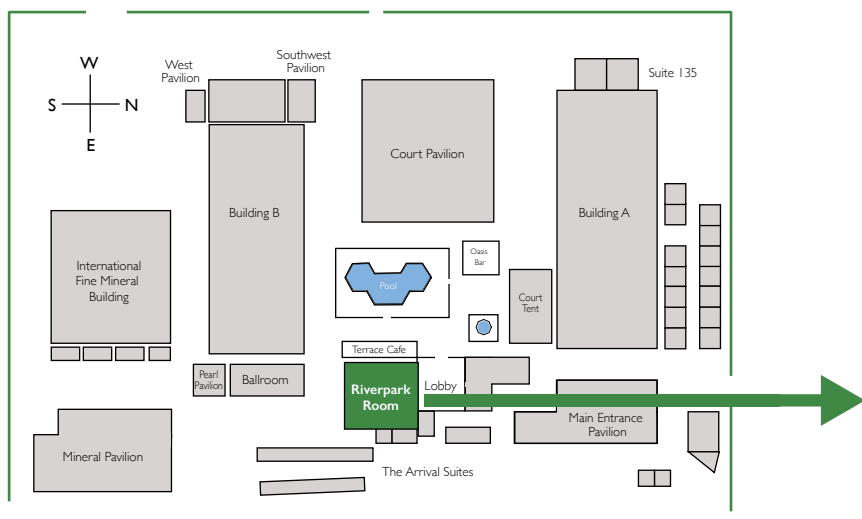 W
S
N
E
West
Pavilion
Southwest
Pavilion
Suite 135
Court Pavilion
Building B
Building A
International
Fine Mineral
Building
Oasis
Bar
Pool
Court
Tent
Terrace Cafe
Pearl
Pavilion
Ballroom
Riverpark
Room
Lobby
Main Entrance
Pavilion
Mineral Pavilion
The Arrival Suites